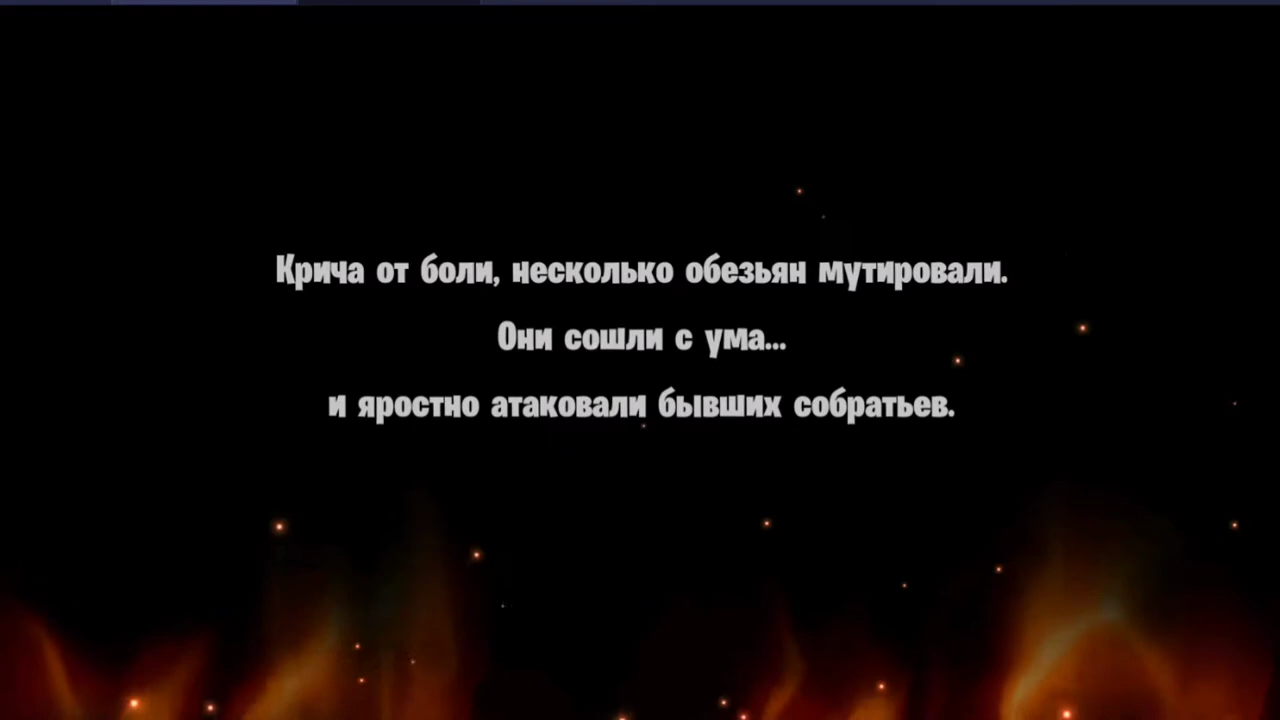 Крича от боли, несколько обезьян мутировали.
Они сошли с ума...
и яростно атаковали бывших собратьев.